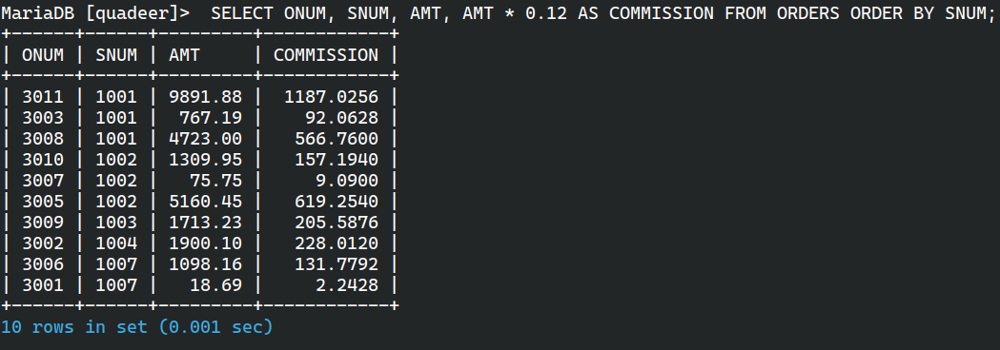 MariaDB [quadeer]>  SELECT ONUM, SNUM, AMT, AMT * 0.12 AS COMMISSION FROM ORDERS ORDER BY SNUM;
+------+------+---------+------------+
| ONUM | SNUM | AMT     | COMMISSION |
+------+------+---------+------------+
| 3011 | 1001 | 9891.88 |  1187.0256 |
| 3003 | 1001 |  767.19 |    92.0628 |
| 3008 | 1001 | 4723.00 |   566.7600 |
| 3010 | 1002 | 1309.95 |   157.1940 |
| 3007 | 1002 |   75.75 |     9.0900 |
| 3005 | 1002 | 5160.45 |   619.2540 |
| 3009 | 1003 | 1713.23 |   205.5876 |
| 3002 | 1004 | 1900.10 |   228.0120 |
| 3006 | 1007 | 1098.16 |   131.7792 |
| 3001 | 1007 |   18.69 |     2.2428 |
+------+------+---------+------------+
10 rows in set (0.001 sec)